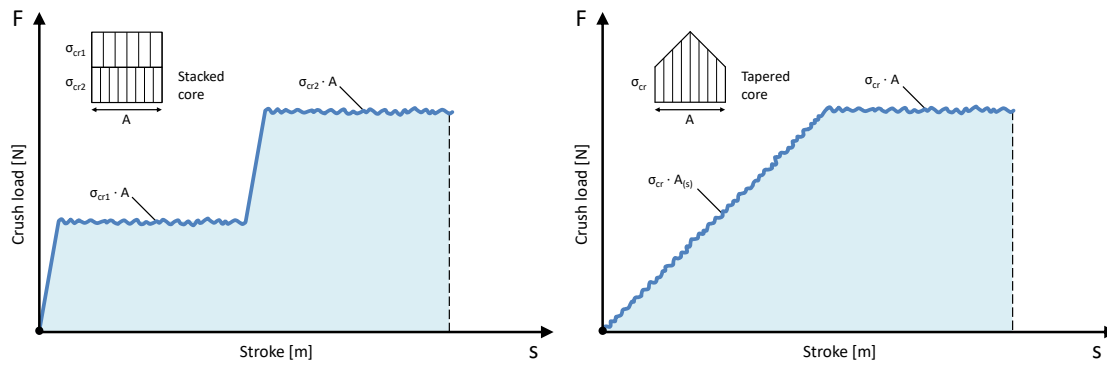 F
σcr1
σcr2
Stacked
core
A
σcr2 · A
σcr1 · A
Crush load [N]
Stroke [m]
s
F
σcr
Tapered
core
A
σcr · A
σcr · A(s)
Crush load [N]
Stroke [m]
s